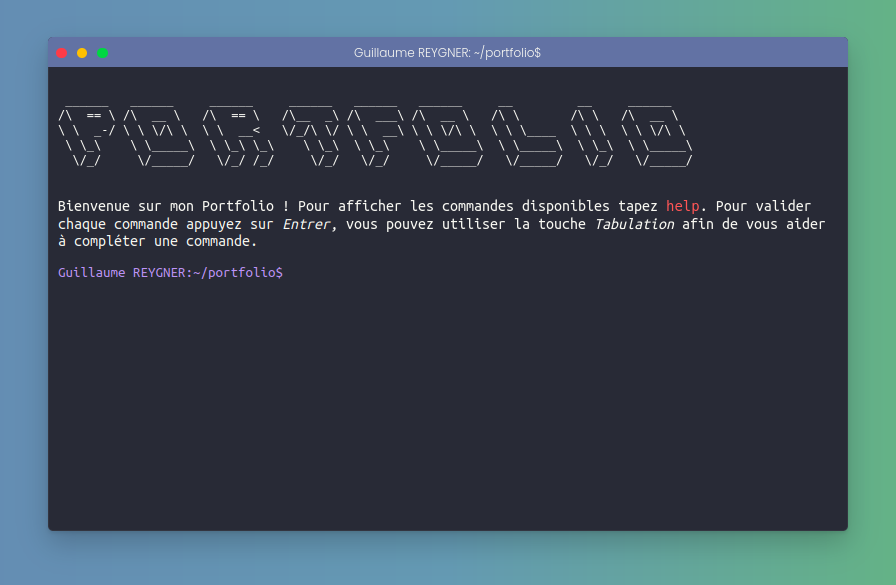 Guillaume REYGNER: ~/portfolio$
PORTFOLIO
Bienvenue sur mon Portfolio ! Pour afficher les commandes disponibles tapez help. Pour valider
chaque commande appuyez sur Entrer, vous pouvez utiliser la touche Tabulation afin de vous aider
à compléter une commande.
Guillaume REYGNER:~/portfolio$